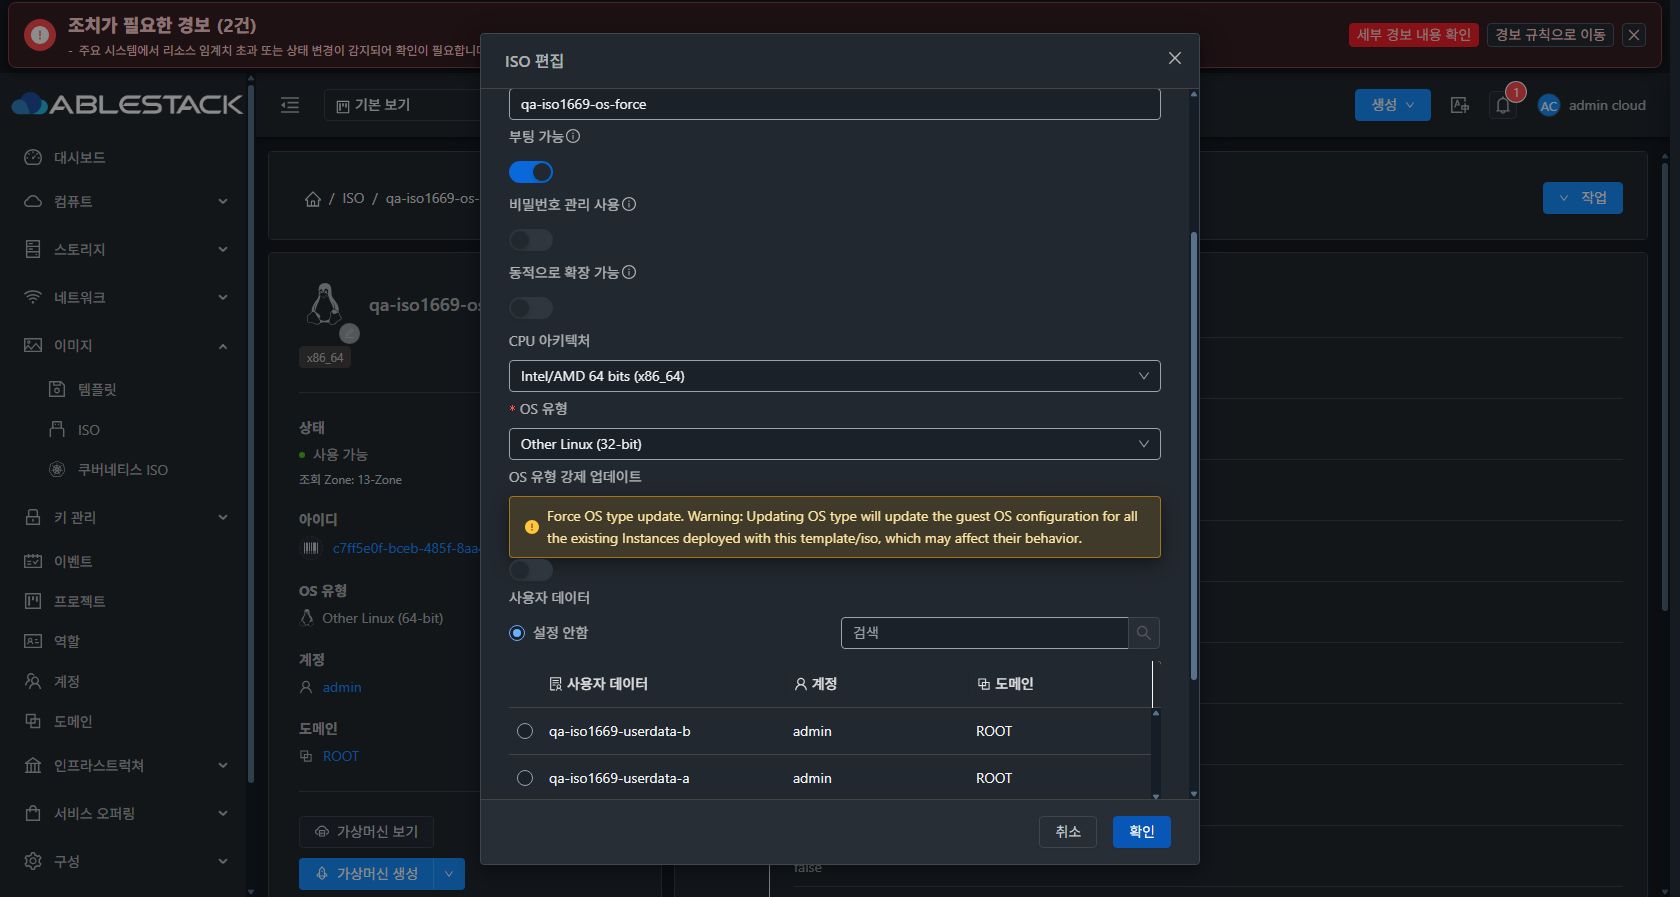 조치가 필요한 경보 (2건)
- 주요 시스템에서 리소스 임계치 초과 또는 상태 변경이 감지되어 확인이 필요합니다
세부 경보 내용 확인
경보 규칙으로 이동
ABLESTACK
기본 보기
생성
1
AC
admin cloud
대시보드
컴퓨트
스토리지
네트워크
이미지
템플릿
ISO
쿠버네티스 ISO
키 관리
이벤트
프로젝트
역할
계정
도메인
인프라스트럭쳐
서비스 오퍼링
구성
/ ISO / qa-iso1669-os-
작업
qa-iso1669-os
x86_64
상태
사용 가능
조회 Zone: 13-Zone
아이디
c7ff5e0f-bceb-485f-8aa
OS 유형
Other Linux (64-bit)
계정
admin
도메인
ROOT
가상머신 보기
가상머신 생성
false
ISO 편집
qa-iso1669-os-force
부팅 가능
비밀번호 관리 사용
동적으로 확장 가능
CPU 아키텍처
Intel/AMD 64 bits (x86_64)
* OS 유형
Other Linux (32-bit)
OS 유형 강제 업데이트
Force OS type update. Warning: Updating OS type will update the guest OS configuration for all
the existing Instances deployed with this template/iso, which may affect their behavior.
사용자 데이터
설정 안함
검색
사용자 데이터 계정 도메인
qa-iso1669-userdata-b admin ROOT
qa-iso1669-userdata-a admin ROOT
취소
확인